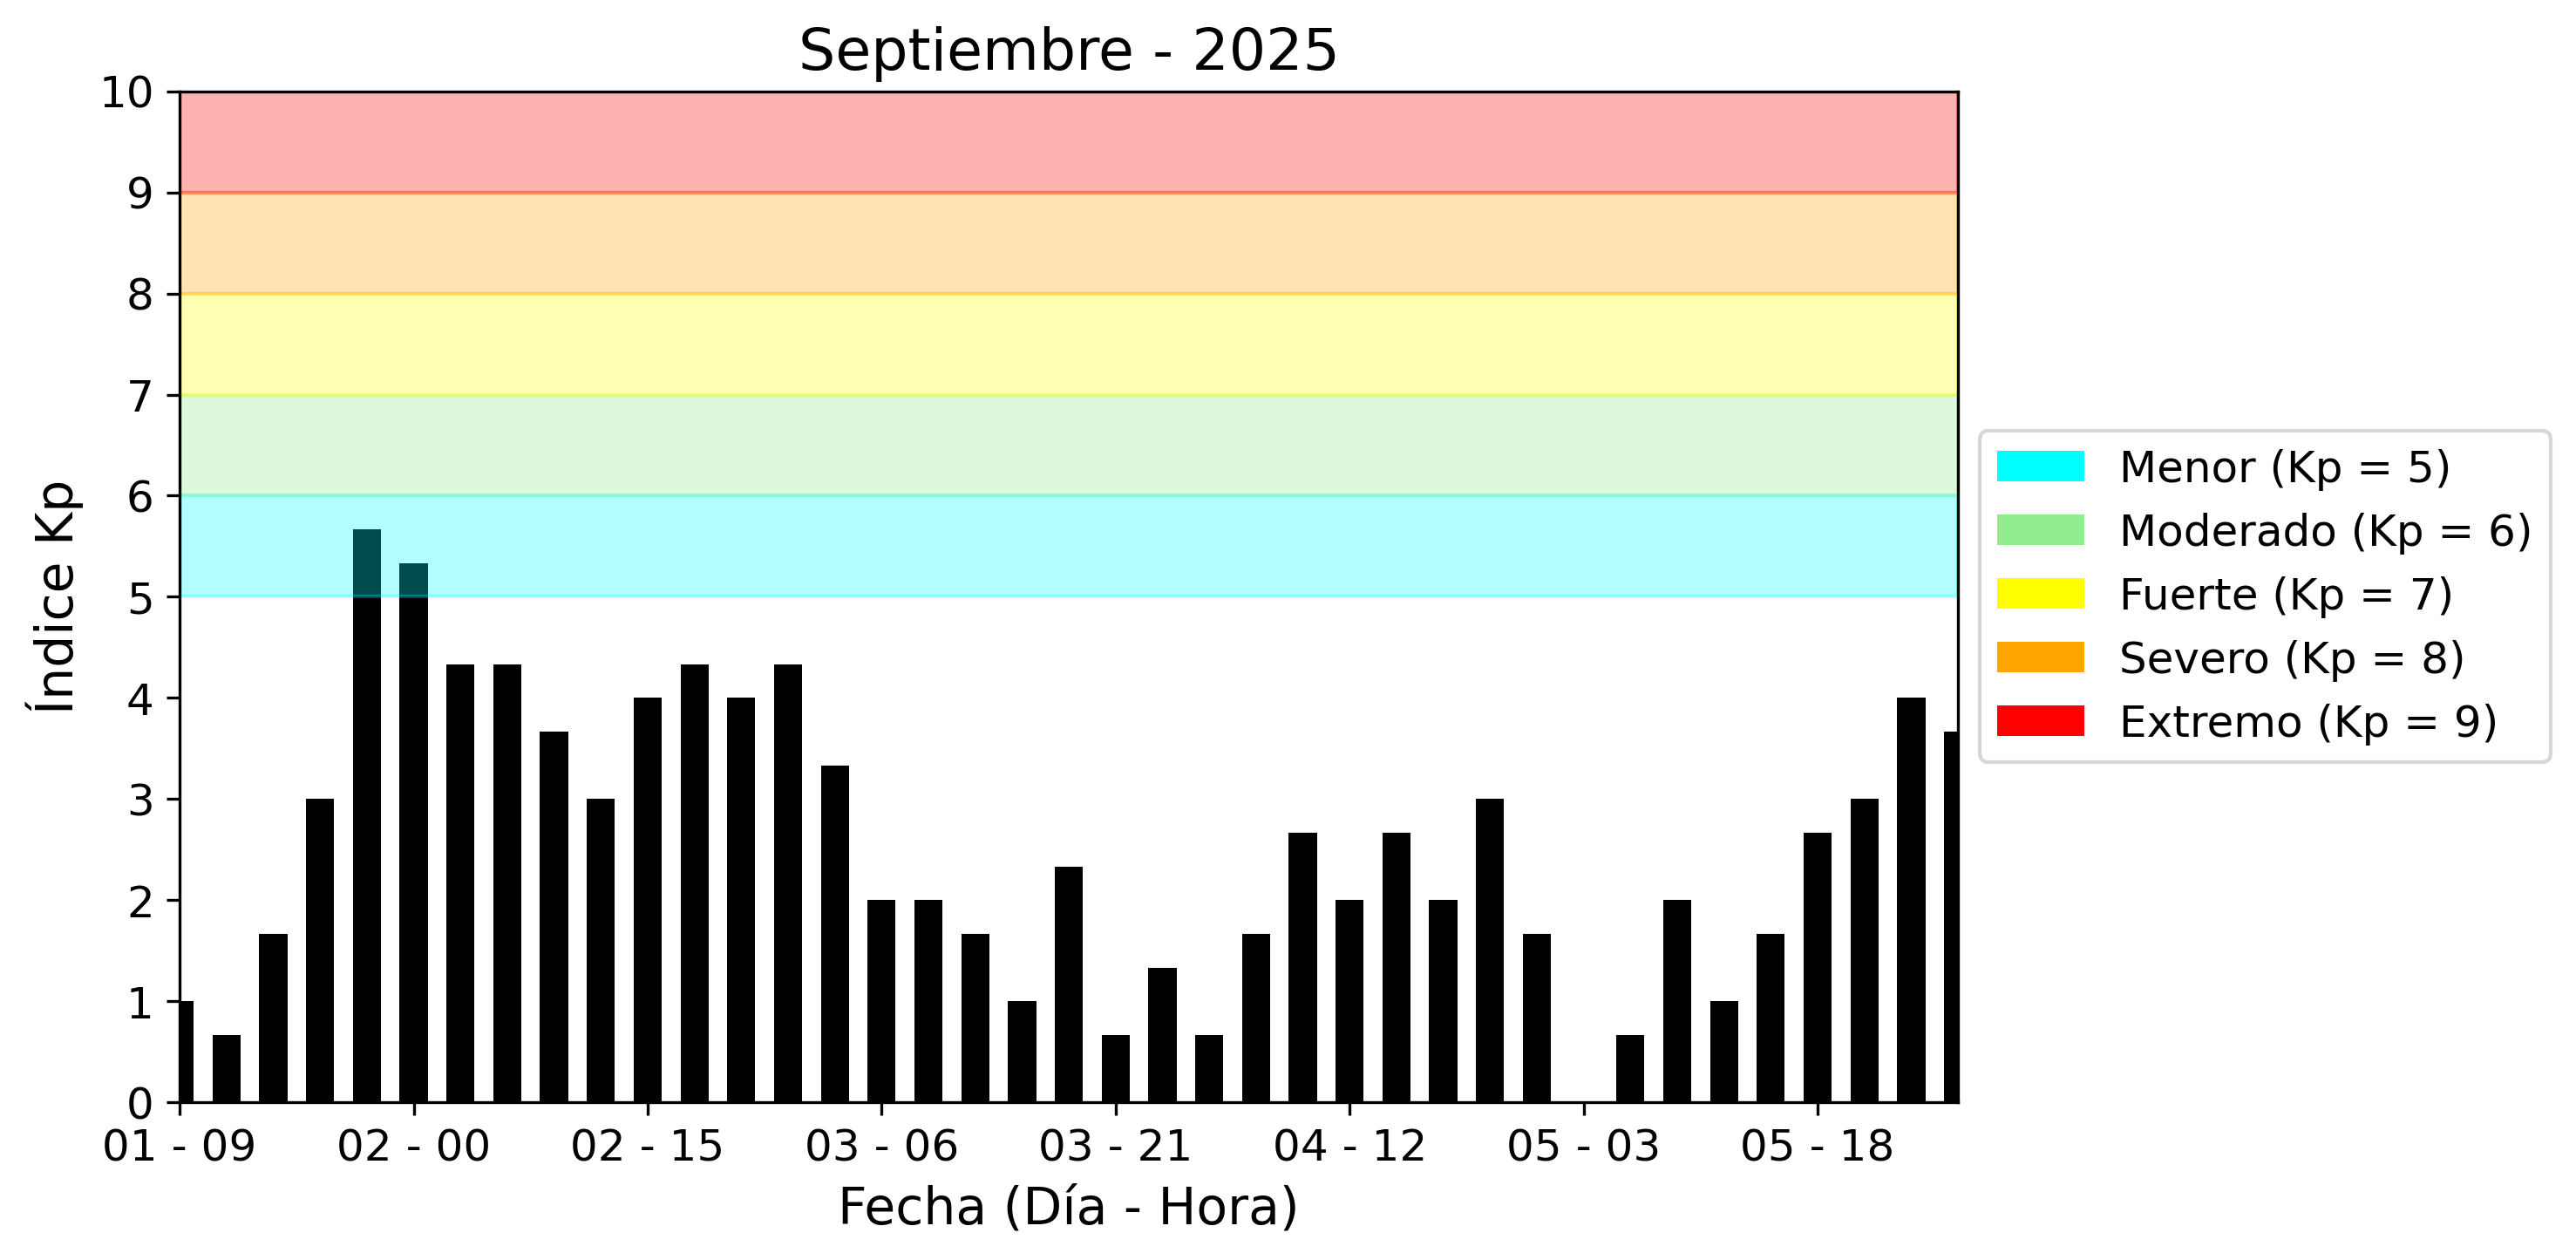 Septiembre - 2025
10
9
8
7
6
5
4
3
2
1
0
Índice Kp
01 - 09
02 - 00
02 - 15
03 - 06
03 - 21
04 - 12
05 - 03
05 - 18
Fecha (Día - Hora)
Menor (Kp = 5)
Moderado (Kp = 6)
Fuerte (Kp = 7)
Severo (Kp = 8)
Extremo (Kp = 9)